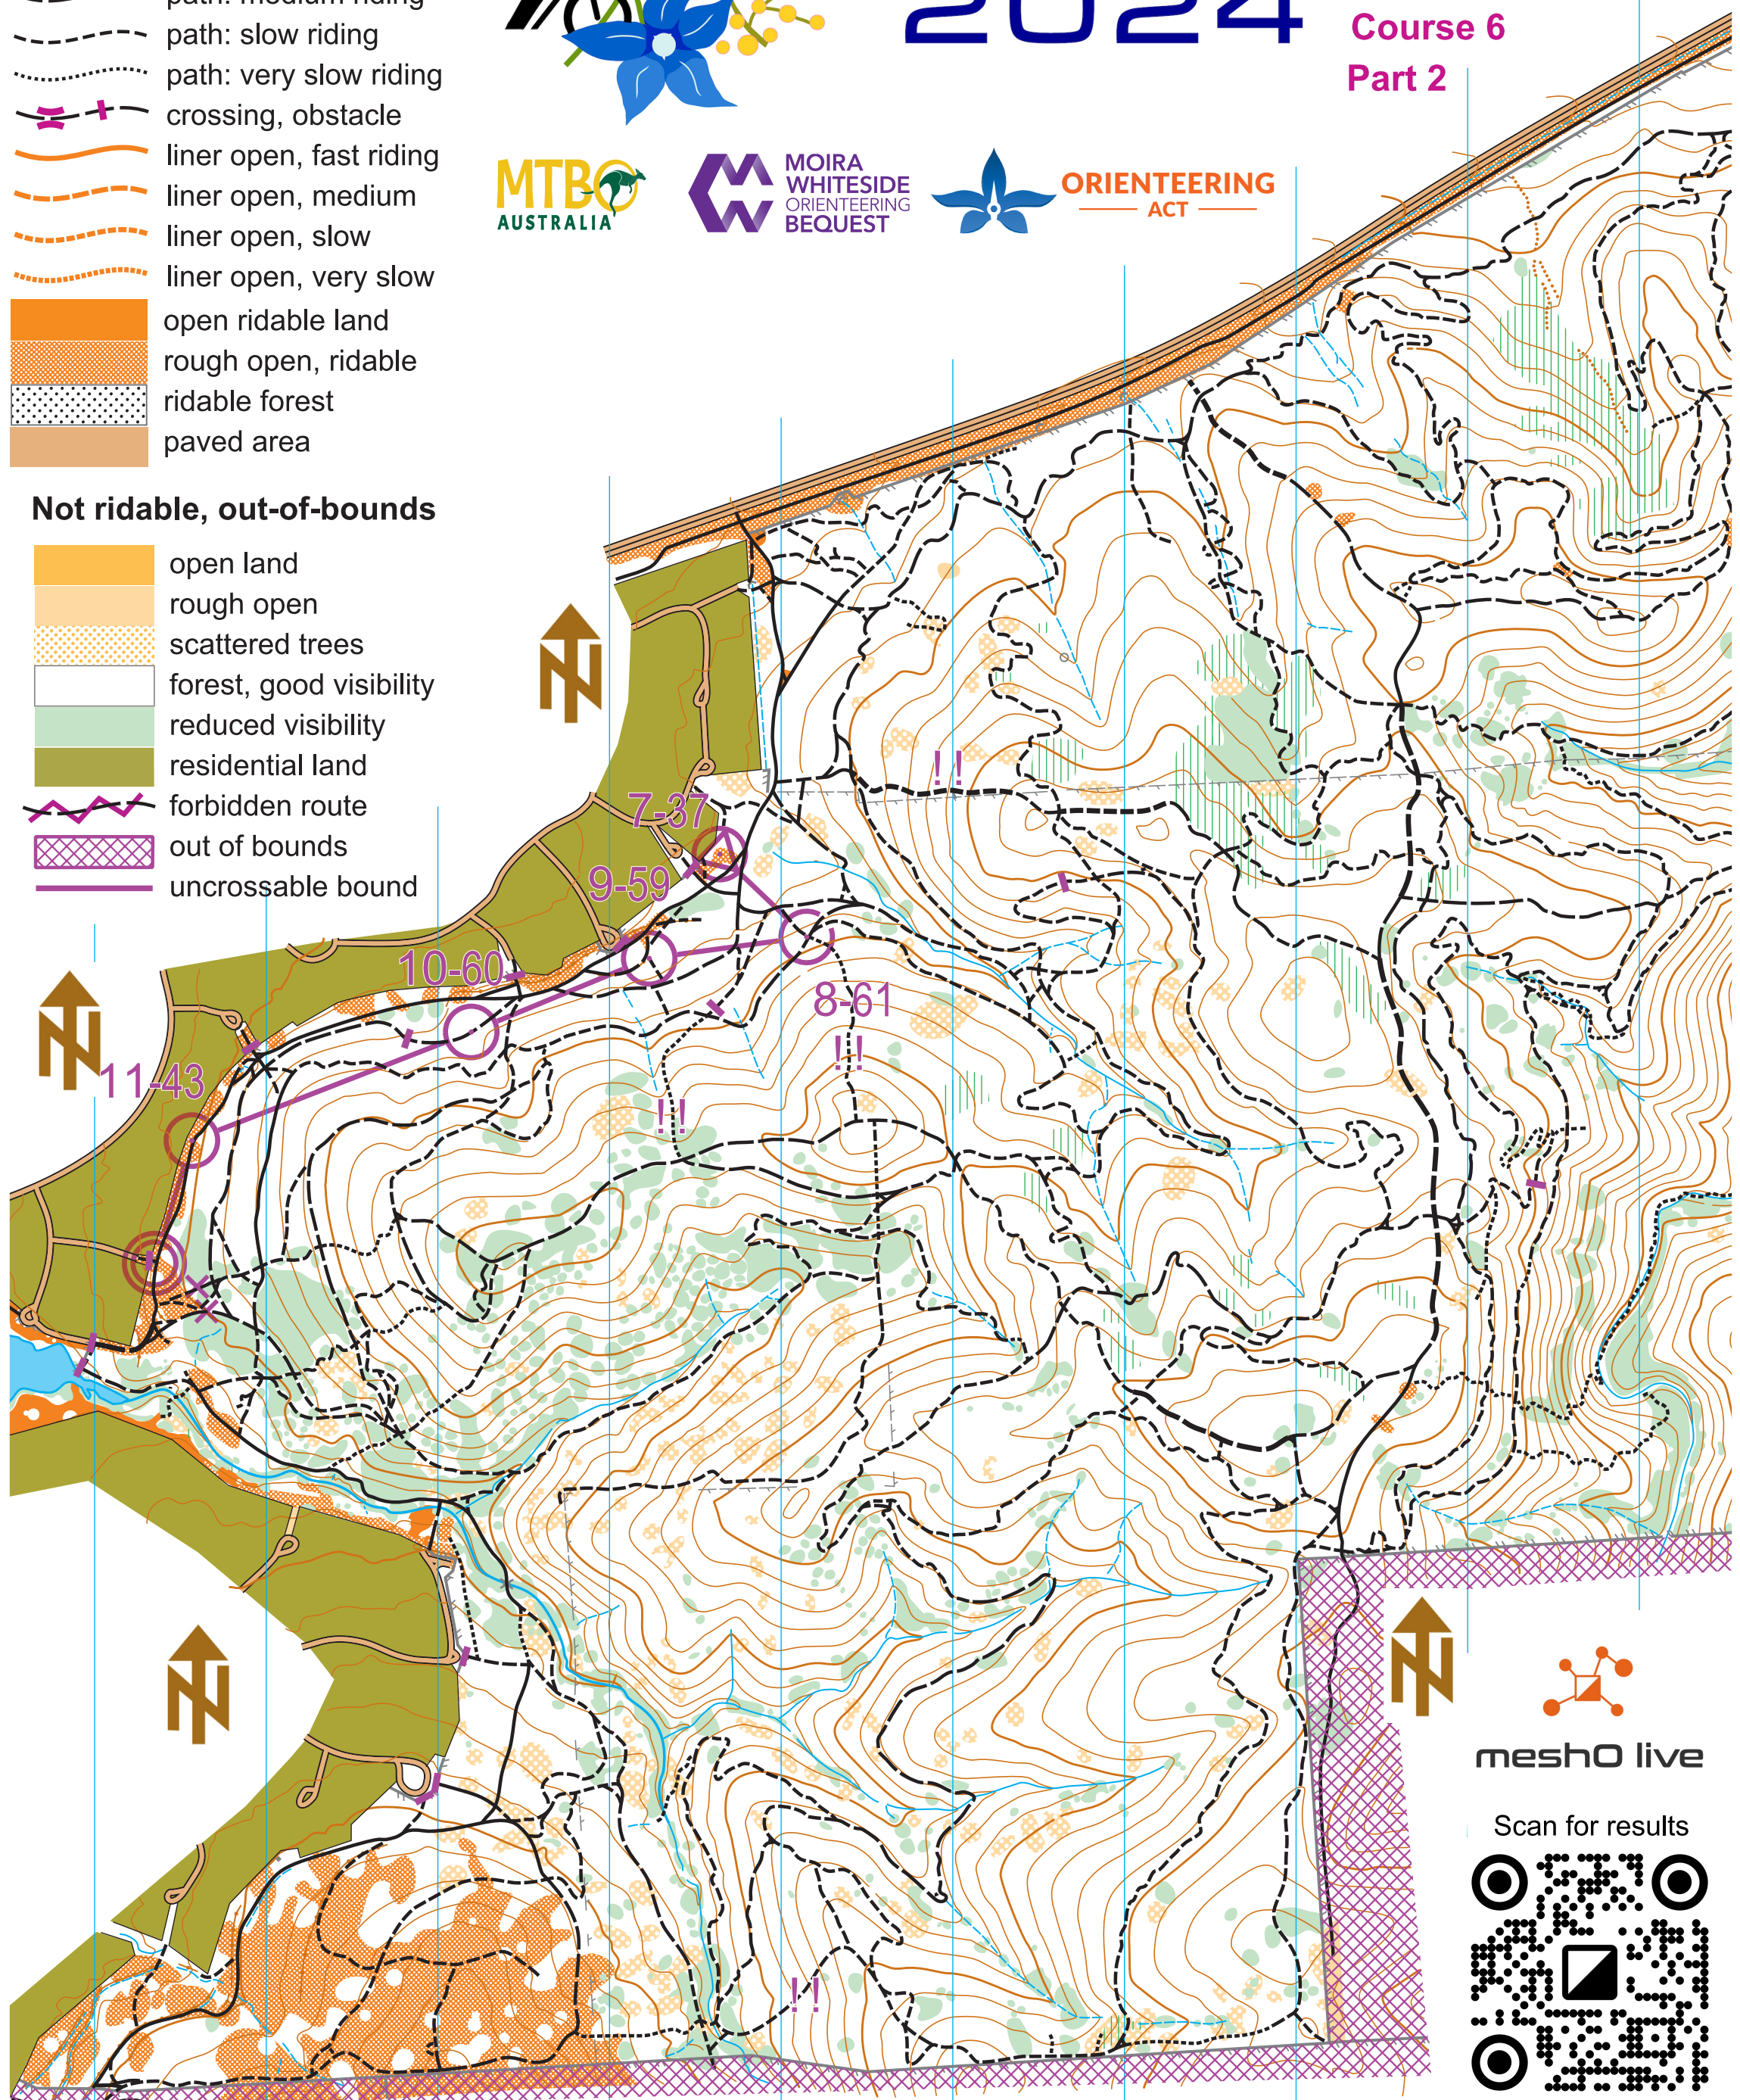 path: medium riding
path: slow riding
path: very slow riding
crossing, obstacle
liner open, fast riding
liner open, medium
liner open, slow
liner open, very slow
open ridable land
rough open, ridable
ridable forest
paved area
Not ridable, out-of-bounds
open land
rough open
scattered trees
forest, good visibility
reduced visibility
residential land
forbidden route
out of bounds
uncrossable bound
2024
Course 6
Part 2
MTBO
AUSTRALIA
MOIRA
WHITESIDE
ORIENTEERING
BEQUEST
ORIENTEERING
ACT
N
!!
7-37
9-59
10-60
8-61
!!
N
11-43
!!
N
N
meshO live
Scan for results
!!